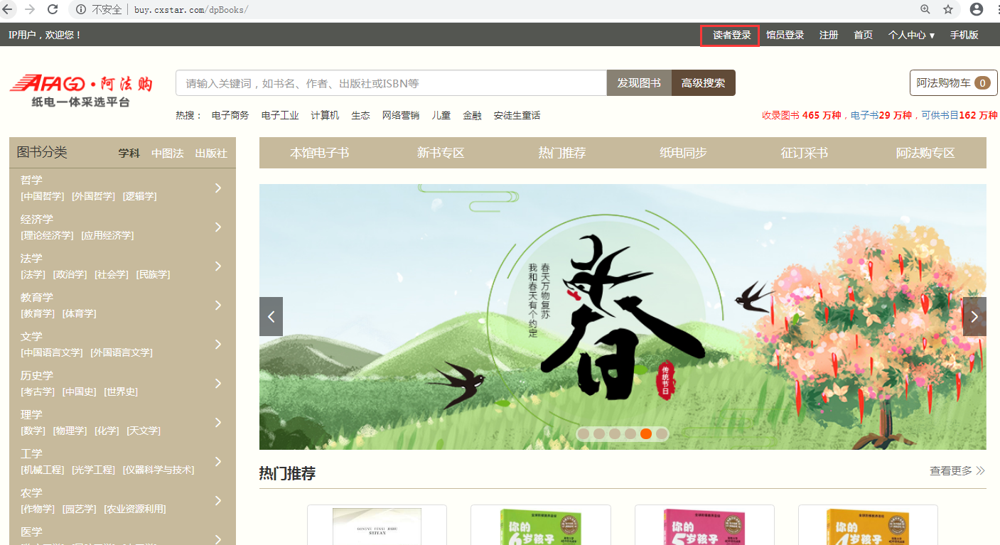 不安全 buy.cxstar.com/dpBooks/
IP用户，欢迎您！
读者登录 馆员登录 注册 首页 个人中心 ▼ 手机版
AFAGO·阿法购
纸电一体采选平台
请输入关键词，如书名、作者、出版社或ISBN等
发现图书 高级搜索
阿法购物车 0
热搜： 电子商务 电子工业 计算机 生态 网络营销 儿童 金融 安徒生童话
收录图书 465 万种，电子书29 万种，可供书目162 万种
图书分类 学科 中图法 出版社
本馆电子书 新书专区 热门推荐 纸电同步 征订采书 阿法购专区
哲学
[中国哲学] [外国哲学] [逻辑学]
经济学
[理论经济学] [应用经济学]
法学
[法学] [政治学] [社会学] [民族学]
教育学
[教育学] [体育学]
文学
[中国语言文学] [外国语言文学]
历史学
[考古学] [中国史] [世界史]
理学
[数学] [物理学] [化学] [天文学]
工学
[机械工程] [光学工程] [仪器科学与技术]
农学
[作物学] [园艺学] [农业资源利用]
医学
春天万物复苏
我和春天有个约定
春
传统节日
热门推荐
查看更多
GONGYE FENXI JISHU
SHIYAN
你的
6岁孩子
你的
5岁孩子
你的
4岁孩子